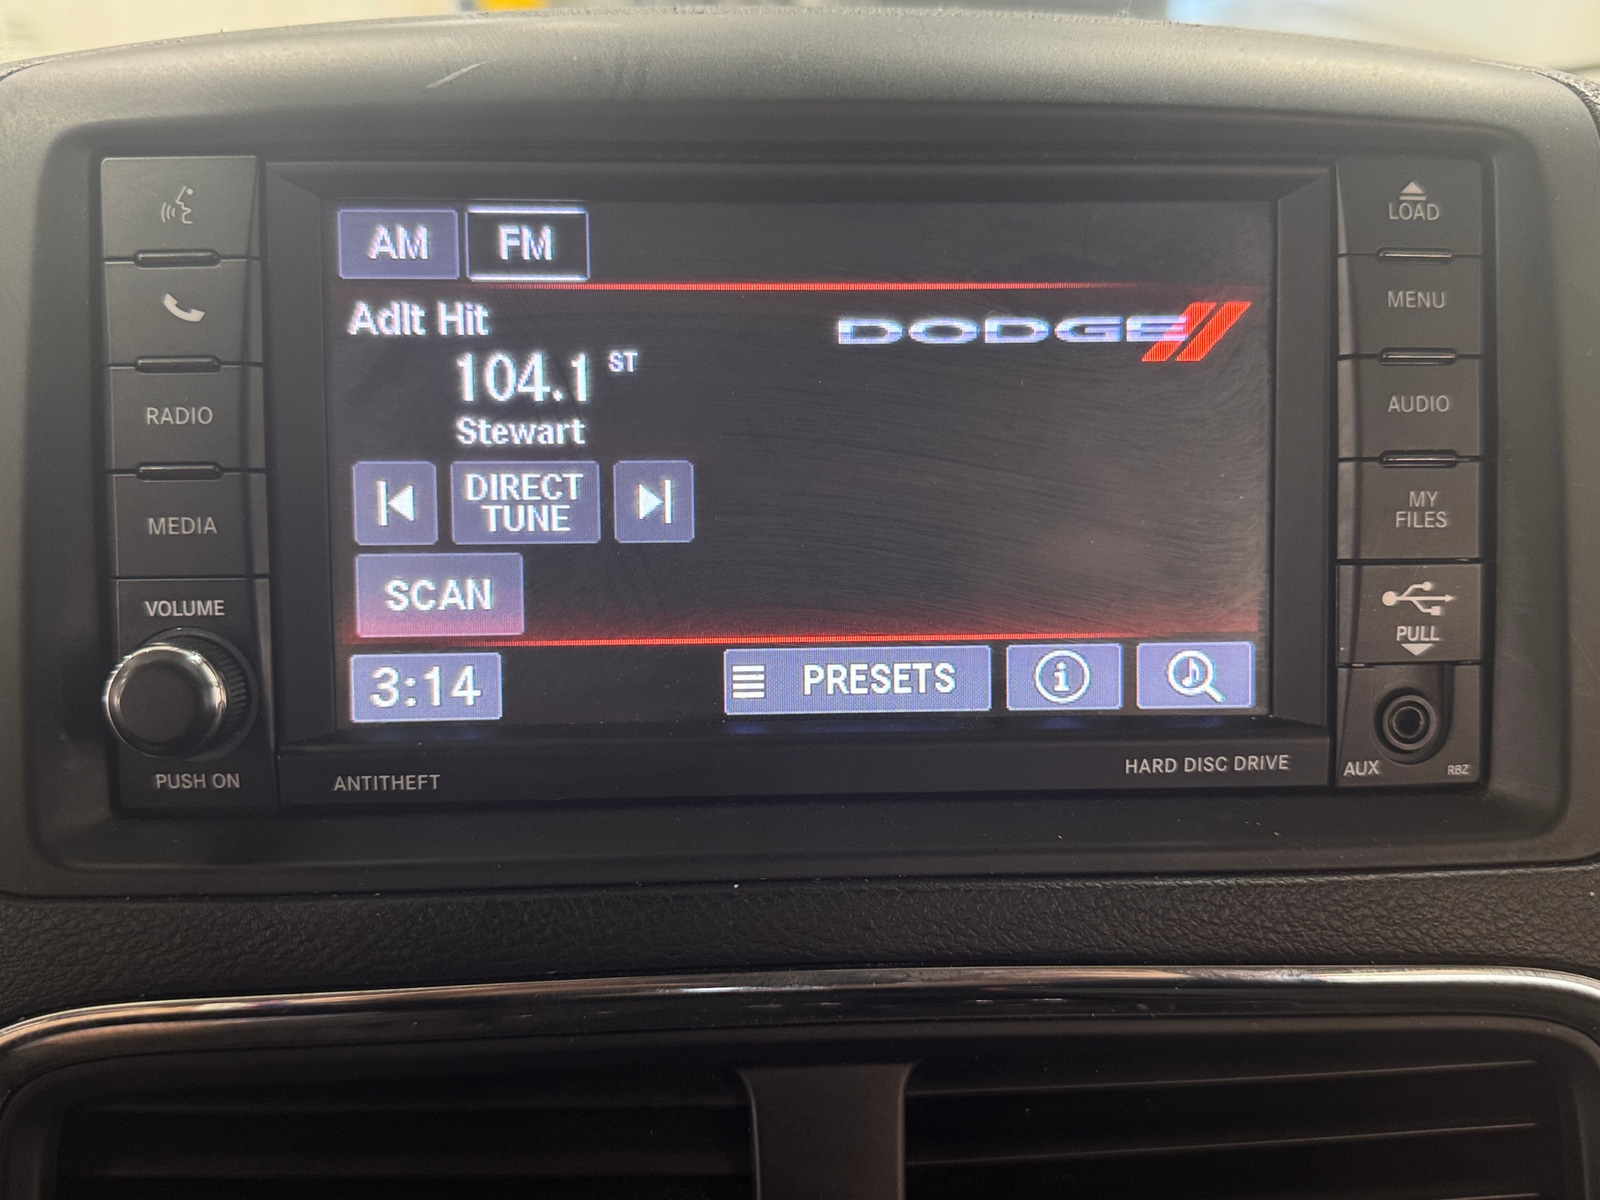 LOAD
AM FM
MENU
Adlt Hit
DODGE
104.1 ST
RADIO
AUDIO
Stewart
DIRECT
TUNE
MEDIA
MY
FILES
SCAN
VOLUME
PULL
3:14
PRESETS
i
PUSH ON
ANTITHEFT
HARD DISC DRIVE
AUX
RBZ